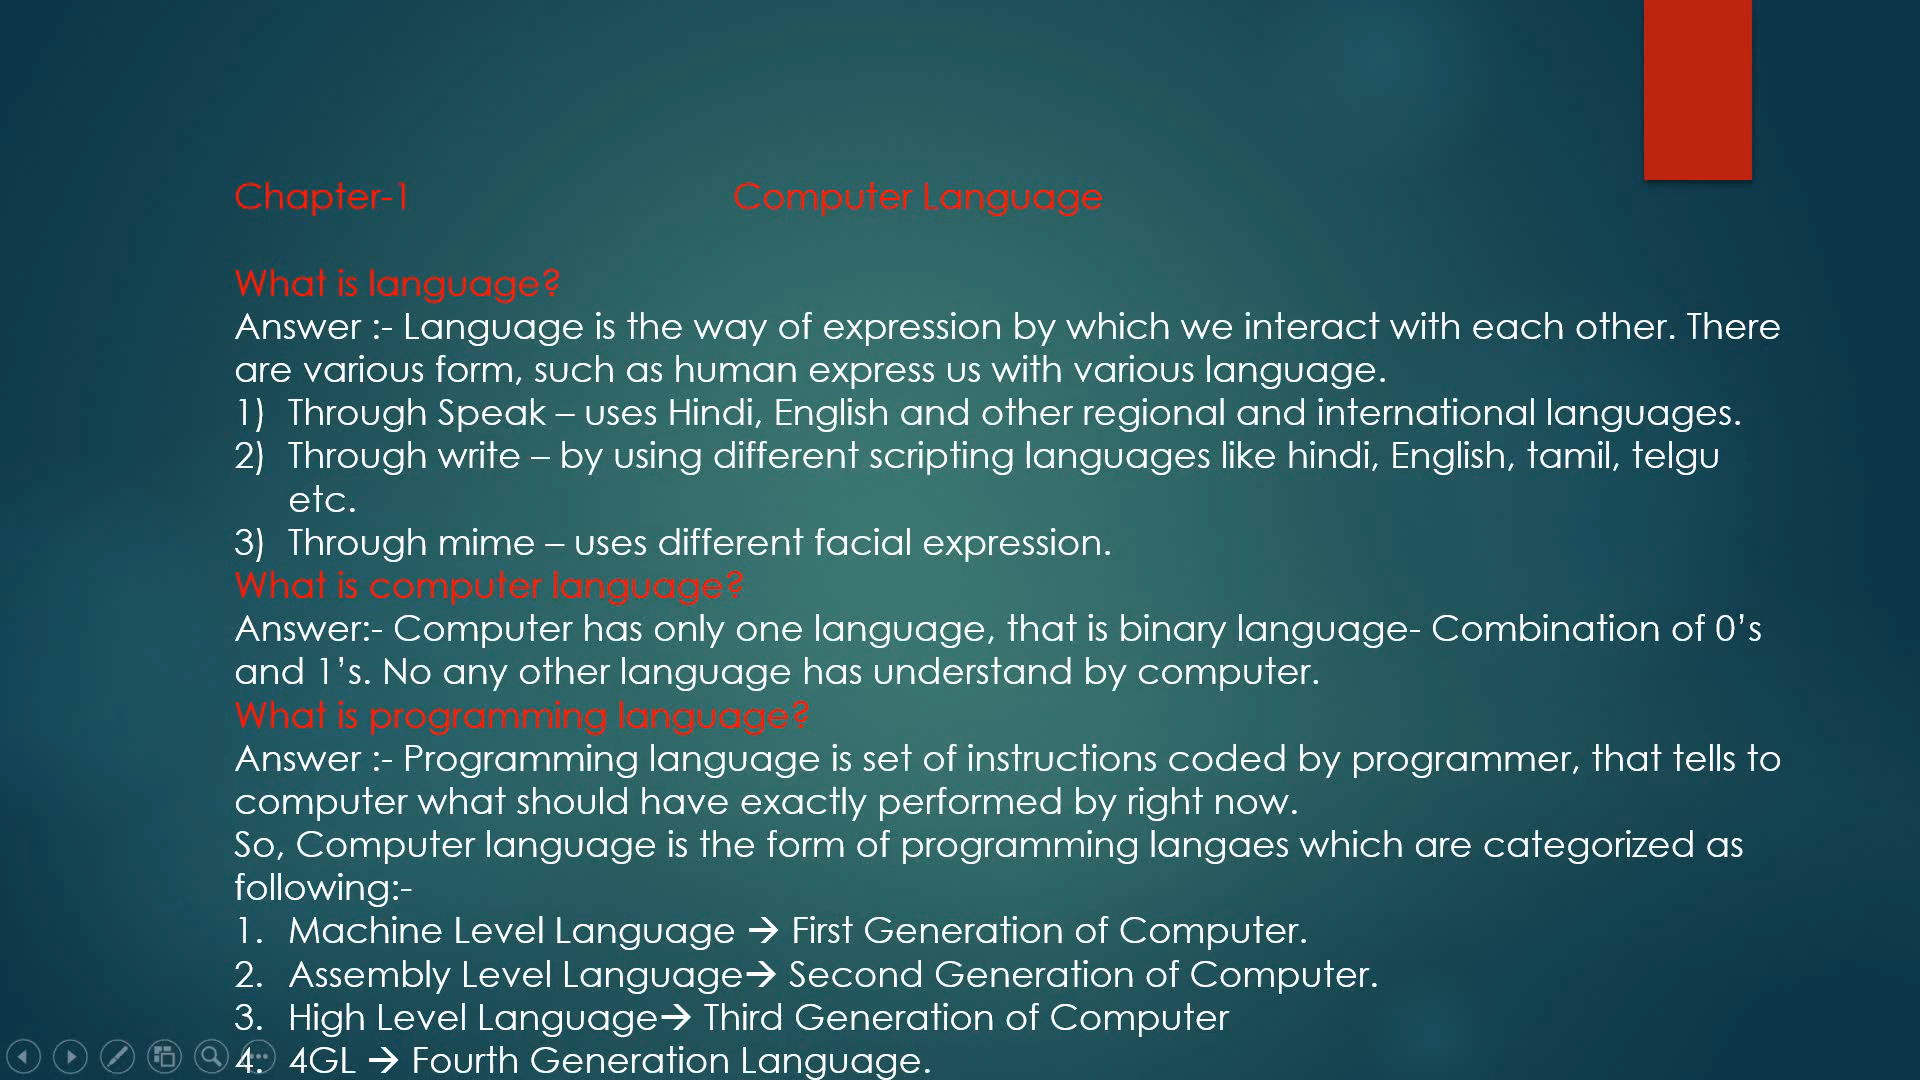 Chapter-1 Computer Language
What is language?
Answer :- Language is the way of expression by which we interact with each other. There
are various form, such as human express us with various language.
1) Through Speak – uses Hindi, English and other regional and international languages.
2) Through write – by using different scripting languages like hindi, English, tamil, telgu
etc.
3) Through mime – uses different facial expression.
What is computer language?
Answer:- Computer has only one language, that is binary language- Combination of 0’s
and 1’s. No any other language has understand by computer.
What is programming language?
Answer :- Programming language is set of instructions coded by programmer, that tells to
computer what should have exactly performed by right now.
So, Computer language is the form of programming langaes which are categorized as
following:-
1. Machine Level Language → First Generation of Computer.
2. Assembly Level Language→ Second Generation of Computer.
3. High Level Language→ Third Generation of Computer
4. 4GL → Fourth Generation Language.